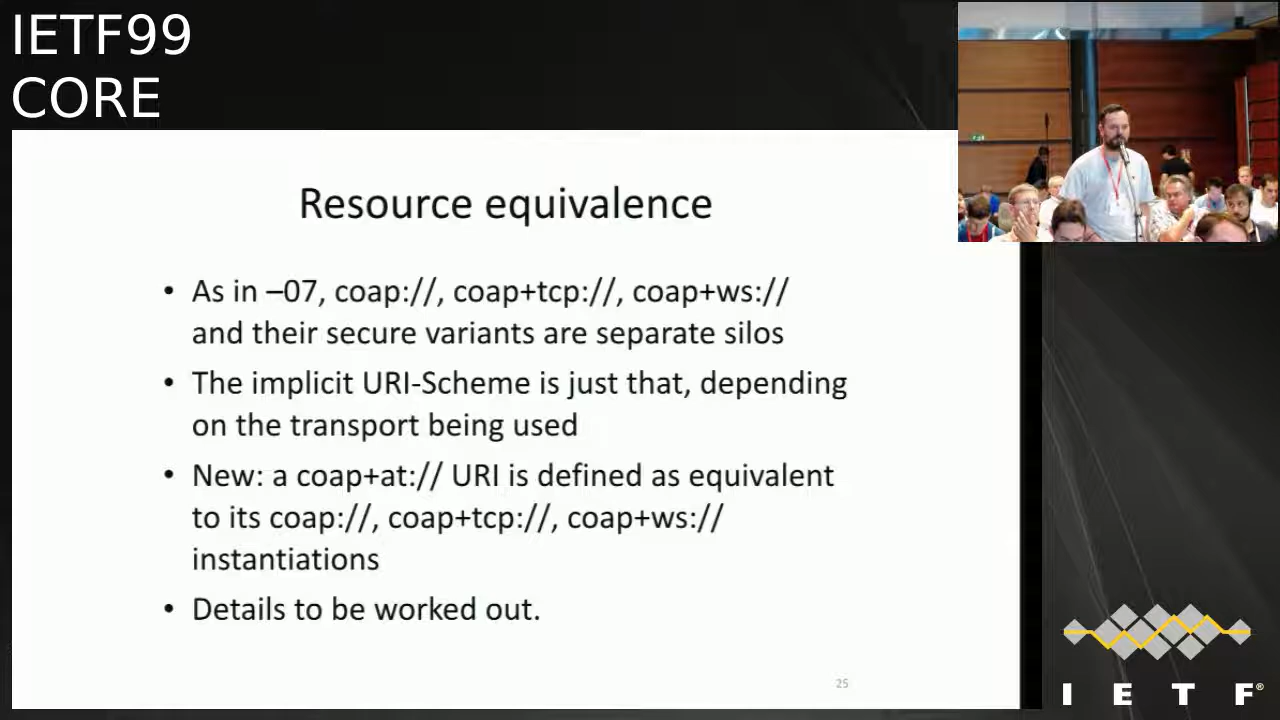 IETF99
CORE
Resource equivalence
• As in –07, coap://, coap+tcp://, coap+ws://
and their secure variants are separate silos
• The implicit URI-Scheme is just that, depending
on the transport being used
• New: a coap+at:// URI is defined as equivalent
to its coap://, coap+tcp://, coap+ws://
instantiations
• Details to be worked out.
25
I E T F®